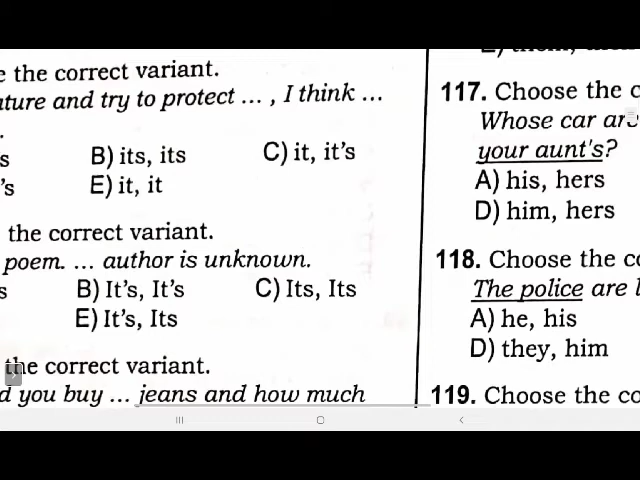 e the correct variant.
ature and try to protect ... , I think ...
.
s B) its, its C) it, it's
's E) it, it
the correct variant.
poem. ... author is unknown.
s B) It's, It's C) Its, Its
E) It's, Its
the correct variant.
d you buy ... jeans and how much
117. Choose the c
Whose car are
your aunt's?
A) his, hers
D) him, hers
118. Choose the co
The police are l
A) he, his
D) they, him
119. Choose the co